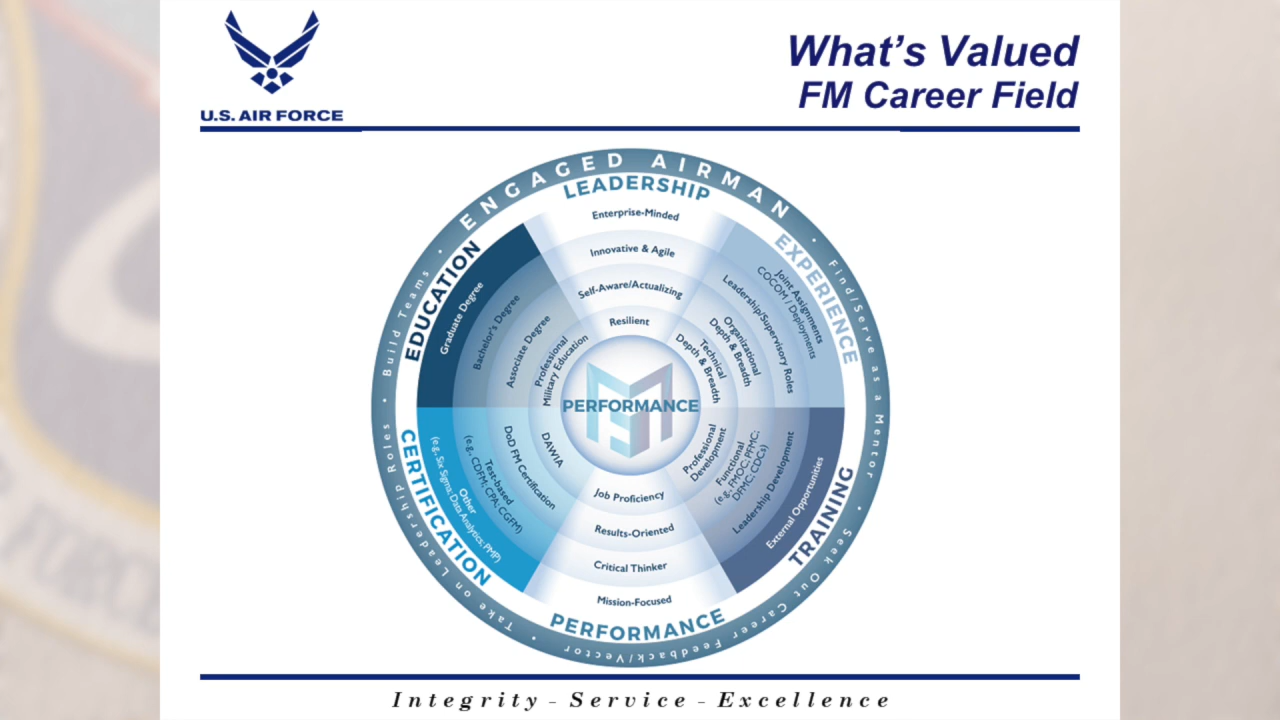 U.S. AIR FORCE
What's Valued
FM Career Field
ENGAGED AIRMAN
• Find/Serve as a Mentor • Seek Out Career Feedback/Vector • Take on Leadership Roles • Build Teams •
LEADERSHIP
Enterprise-Minded
Innovative & Agile
Self-Aware/Actualizing
Resilient
EXPERIENCE
Joint Assignments
COCOM / Deployments
Leadership/Supervisory Roles
Organizational
Depth & Breadth
Technical
Depth & Breadth
EDUCATION
Graduate Degree
Bachelor's Degree
Associate Degree
Professional
Military Education
PERFORMANCE
CERTIFICATION
Other
(e.g., Six Sigma; Data Analytics; PMP)
Test-based
(e.g., CDFM; CPA; CGFM)
DoD FM Certification
DAWIA
Professional
Development
Functional
(e.g., FMOC; PFMC;
DFMC; CDCs)
Leadership Development
External Opportunities
TRAINING
Job Proficiency
Results-Oriented
Critical Thinker
Mission-Focused
PERFORMANCE
Integrity - Service - Excellence